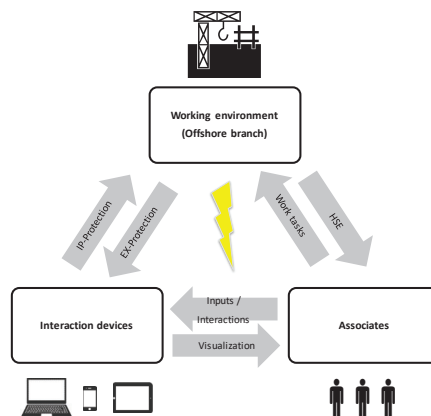 Working environment
(Offshore branch)
IP-Protection
EX-Protection
Work tasks
HSE
Inputs /
Interactions
Visualization
Interaction devices
Associates